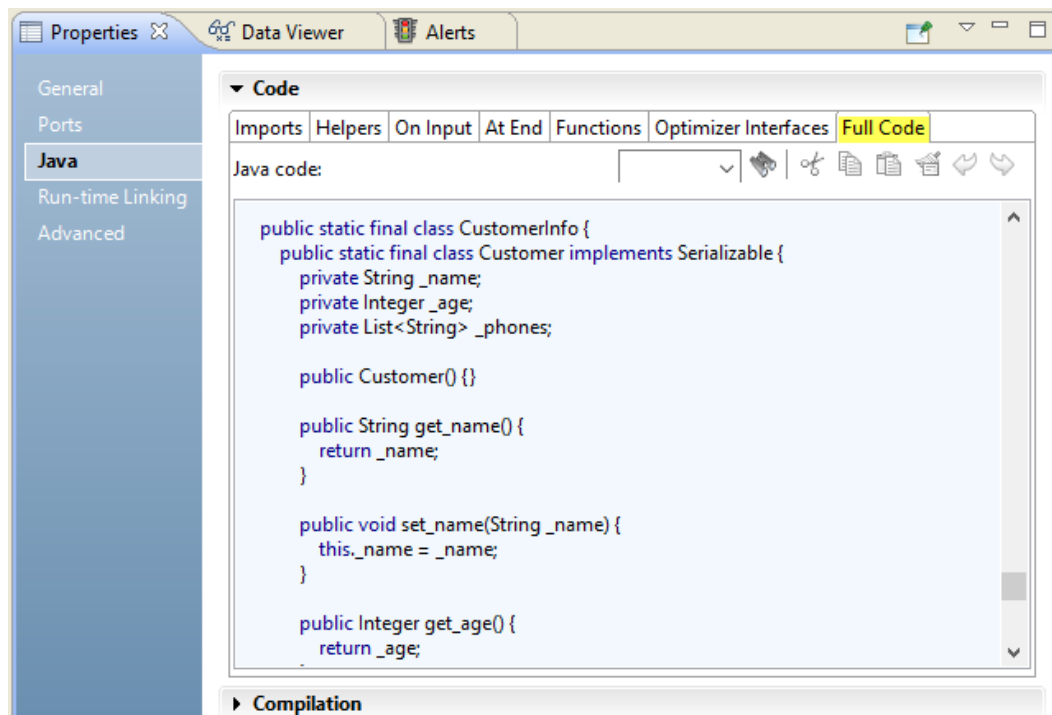 Properties Data Viewer Alerts
General
Ports
Java
Run-time Linking
Advanced
Code
Imports Helpers On Input At End Functions Optimizer Interfaces Full Code
Java code:
public static final class CustomerInfo {
public static final class Customer implements Serializable {
private String _name;
private Integer _age;
private List<String> _phones;
public Customer() {}
public String get_name() {
return _name;
}
public void set_name(String _name) {
this._name = _name;
}
public Integer get_age() {
return _age;
Compilation